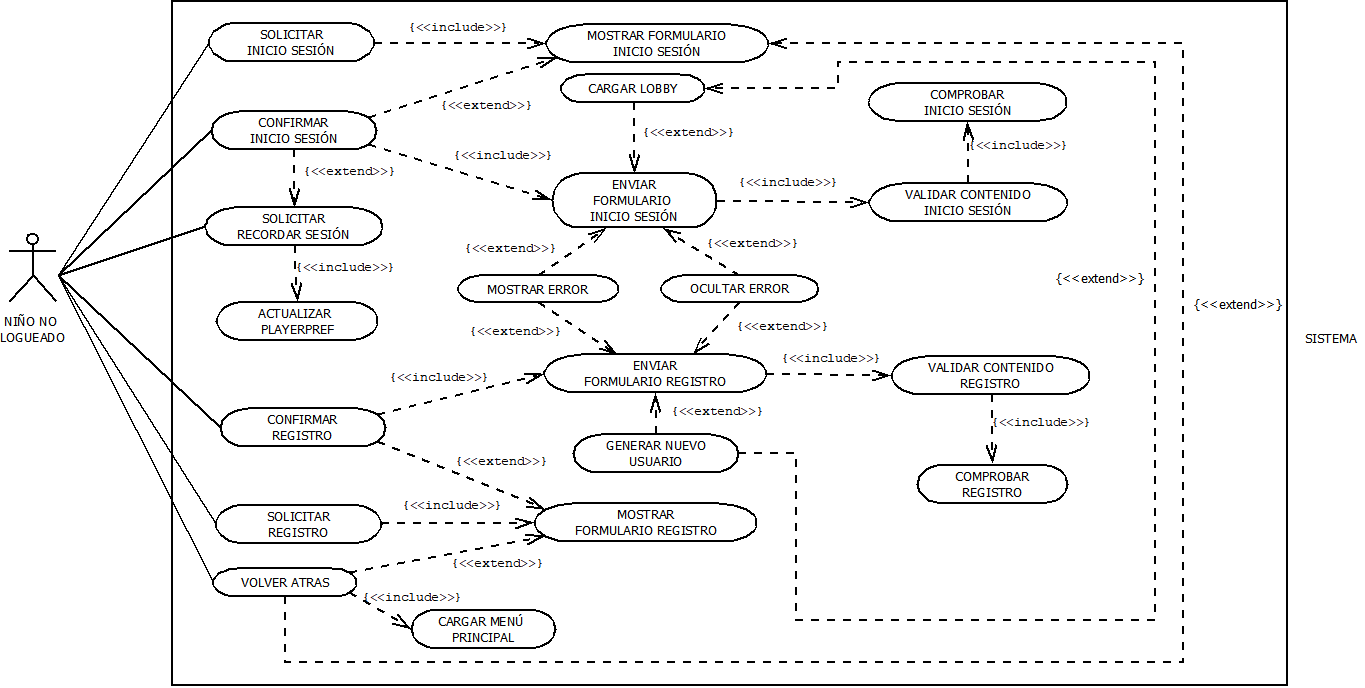 SOLICITAR
INICIO SESIÓN
{<<include>>}
MOSTRAR FORMULARIO
INICIO SESIÓN
CARGAR LOBBY
COMPROBAR
INICIO SESIÓN
{<<extend>>}
CONFIRMAR
INICIO SESIÓN
{<<extend>>}
{<<include>>}
{<<include>>}
{<<extend>>}
{<<include>>}
ENVIAR
FORMULARIO
INICIO SESIÓN
VALIDAR CONTENIDO
INICIO SESIÓN
SOLICITAR
RECORDAR SESIÓN
{<<extend>>}
{<<extend>>}
{<<include>>}
{<<extend>>}
MOSTRAR ERROR
OCULTAR ERROR
{<<extend>>}
ACTUALIZAR
PLAYERPREF
NIÑO NO
LOGUEADO
{<<extend>>}
{<<extend>>}
SISTEMA
{<<include>>}
ENVIAR
FORMULARIO REGISTRO
{<<include>>}
VALIDAR CONTENIDO
REGISTRO
{<<extend>>}
CONFIRMAR
REGISTRO
{<<include>>}
GENERAR NUEVO
USUARIO
{<<extend>>}
COMPROBAR
REGISTRO
{<<include>>}
SOLICITAR
REGISTRO
MOSTRAR
FORMULARIO REGISTRO
{<<extend>>}
VOLVER ATRAS
{<<include>>}
CARGAR MENÚ
PRINCIPAL